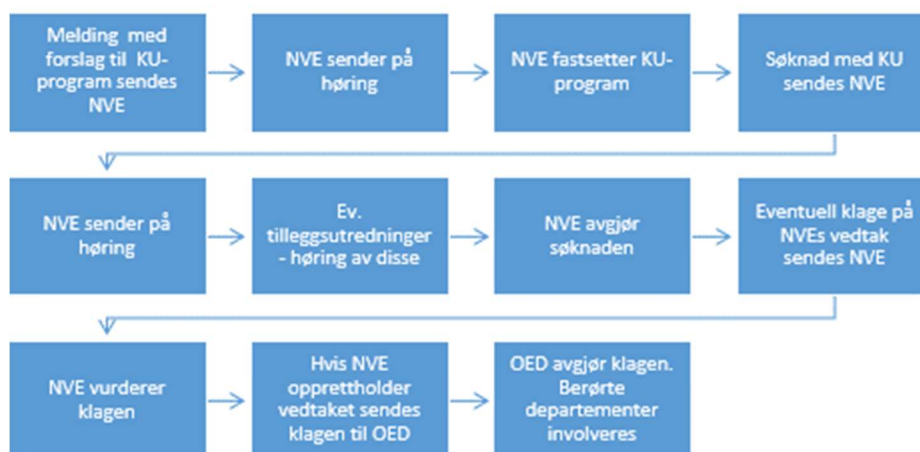 Melding med
forslag til KU-
program sendes
NVE
NVE sender på
høring
NVE fastsetter KU-
program
Søknad med KU
sendes NVE
NVE sender på
høring
Ev.
tilleggsutredninger
- høring av disse
NVE avgjør
søknaden
Eventuell klage på
NVEs vedtak
sendes NVE
NVE vurderer
klagen
Hvis NVE
opprettholder
vedtaket sendes
klagen til OED
OED avgjør klagen.
Berørte
departementer
involveres